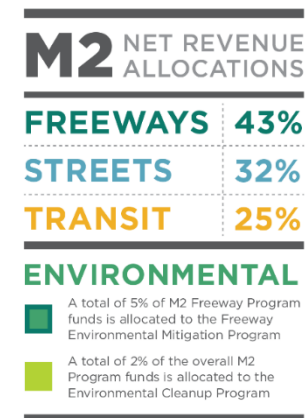 M2 NET REVENUE
ALLOCATIONS
FREEWAYS 43%
STREETS 32%
TRANSIT 25%
ENVIRONMENTAL
A total of 5% of M2 Freeway Program
funds is allocated to the Freeway
Environmental Mitigation Program
A total of 2% of the overall M2
Program funds is allocated to the
Environmental Cleanup Program